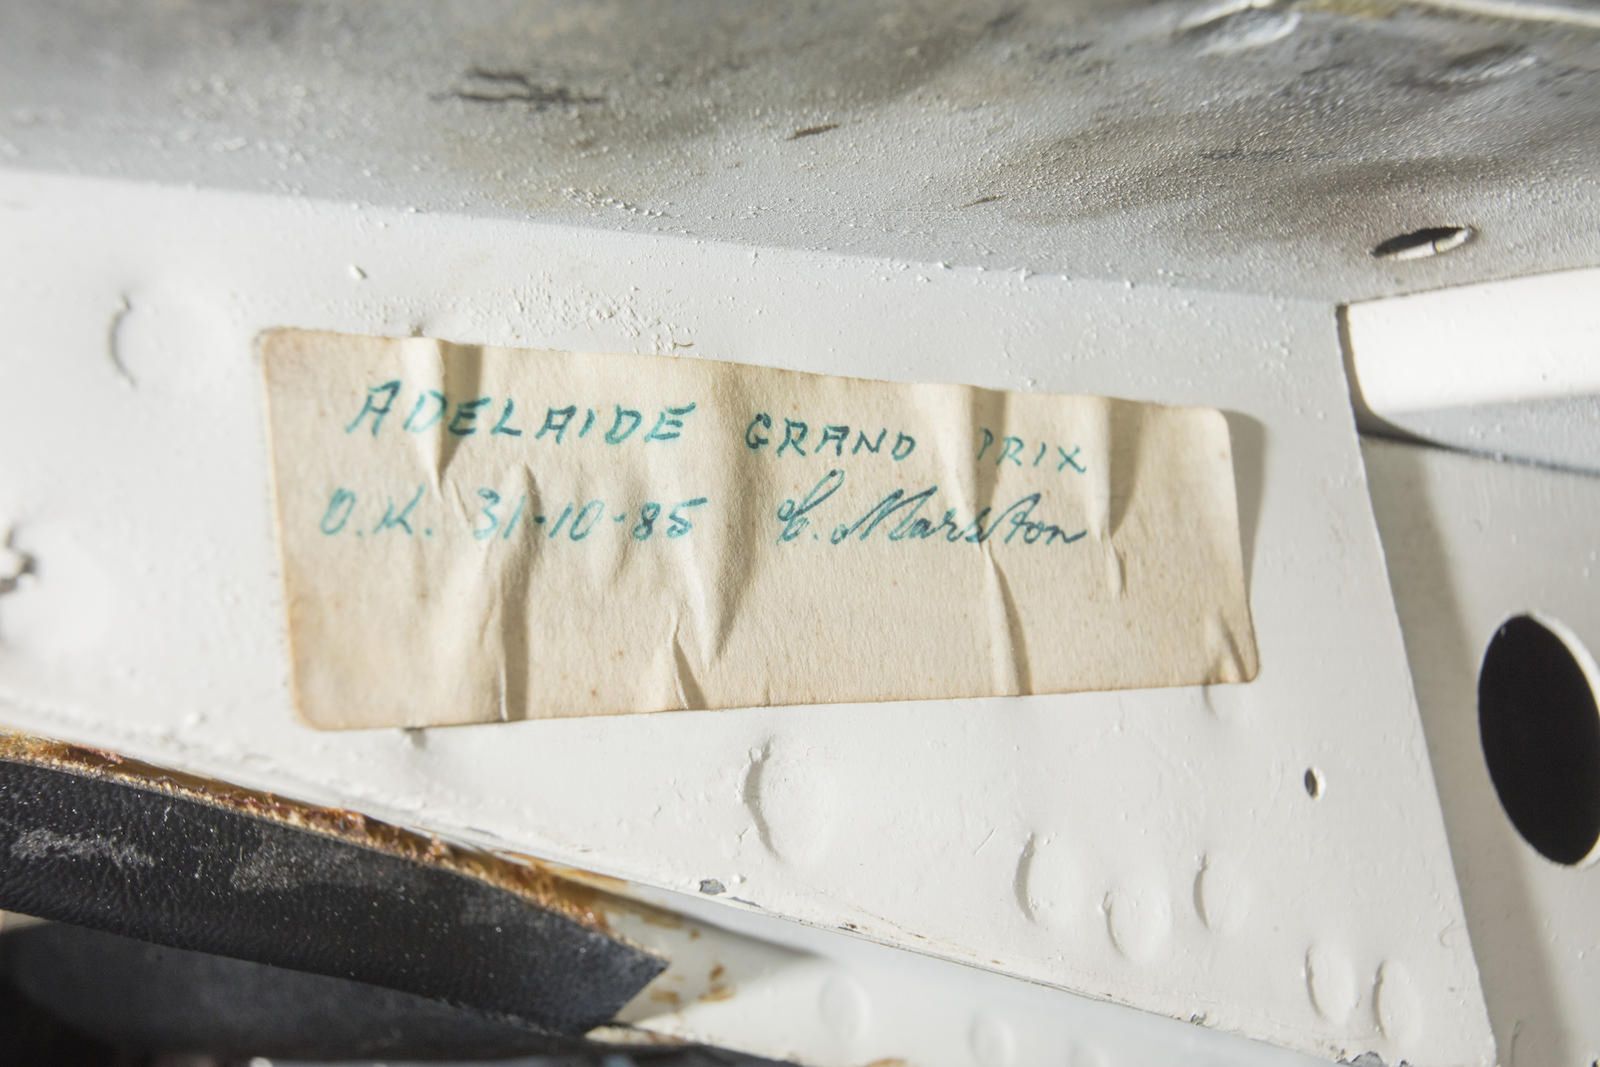 ADELAIDE GRAND PRIX
O.K. 31-10-85 C. Marston